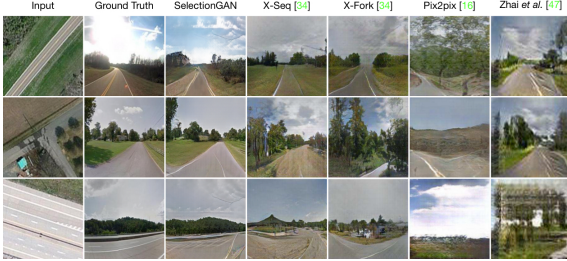 Input Ground Truth SelectionGAN X-Seq [34] X-Fork [34] Pix2pix [16] Zhai et al. [47]